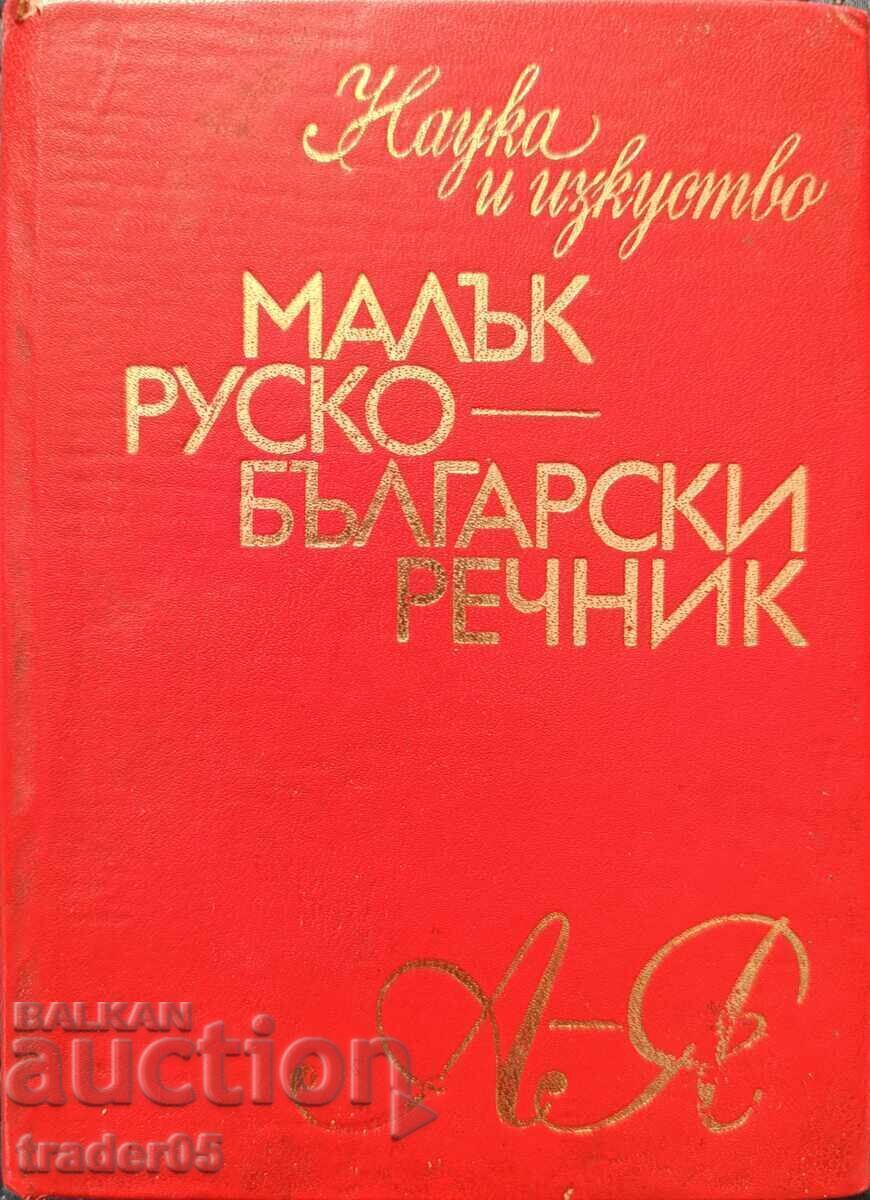 Наука
и изкуство
МАЛЪК
РУСКО—
БЪЛГАРСКИ
РЕЧНИК
А-Я
BALKAN
auction
trader05